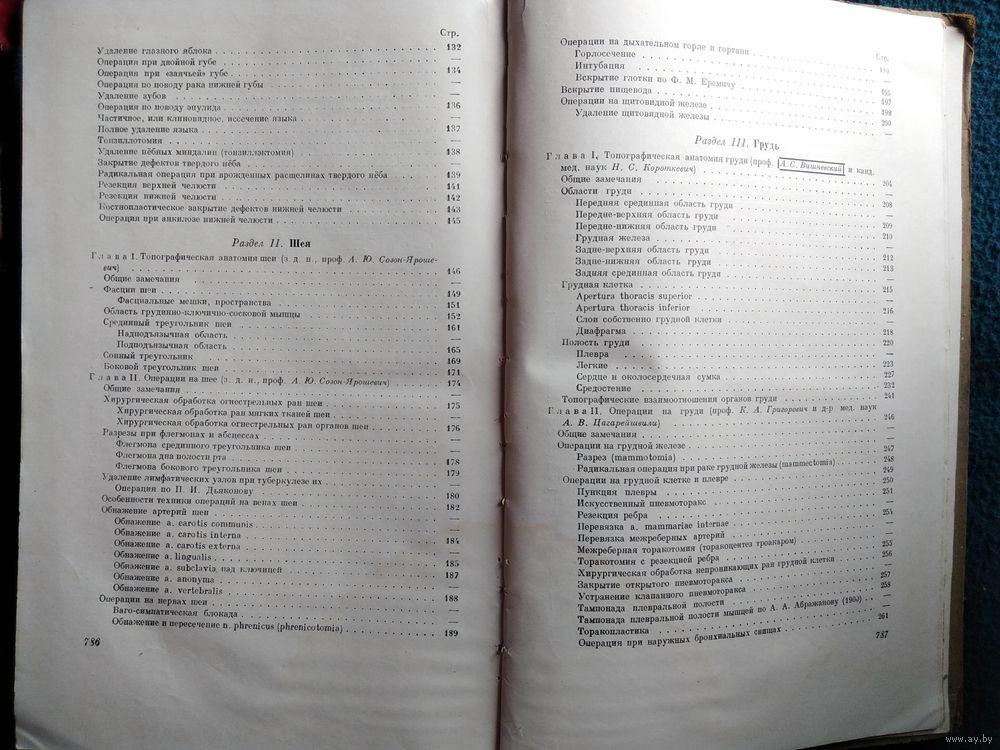 Стр.
Удаление глазного яблока 132
Операция при двойной губе —
Операция при «заячьей» губе 134
Операция по поводу рака нижней губы —
Удаление зубов —
Операция по поводу эпулида 136
Частичное, или клиновидное, иссечение языка —
Полное удаление языка 137
Тонзиллотомия —
Удаление нёбных миндалин (тонзиллэктомия) 138
Закрытие дефектов твердого нёба —
Радикальная операция при врожденных расщелинах твердого нёба 139
Резекция верхней челюсти 141
Резекция нижней челюсти 142
Костнопластическое закрытие дефектов нижней челюсти 143
Операция при анкилозе нижней челюсти 145
Раздел II. Шея
Глава I. Топографическая анатомия шеи (з. д. н., проф. А. Ю. Созон-Яроше-
вич) 146
Общие замечания —
Фасции шеи 149
Фасциальные мешки, пространства 151
Область грудинно-ключично-сосковой мышцы 152
Срединный треугольник шеи 161
Надподъязычная область —
Подподъязычная область 165
Сонный треугольник 169
Боковой треугольник шеи 171
Глава II. Операции на шее (з. д. н., проф. А. Ю. Созон-Ярошевич) 174
Общие замечания —
Хирургическая обработка огнестрельных ран шеи 175
Хирургическая обработка ран мягких тканей шеи —
Хирургическая обработка огнестрельных ран органов шеи 176
Разрезы при флегмонах и абсцессах —
Флегмона срединного треугольника шеи —
Флегмона дна полости рта 178
Флегмона бокового треугольника шеи 179
Удаление лимфатических узлов при туберкулезе их —
Операция по П. И. Дьяконову 180
Особенности техники операций на венах шеи 182
Обнажение артерий шеи —
Обнажение a. carotis communis —
Обнажение a. carotis interna 184
Обнажение a. carotis externa —
Обнажение a. lingualis 185
Обнажение a. subclavia над ключицей 187
Обнажение a. anonyma —
Обнажение a. vertebralis 188
Операции на нервах шеи —
Ваго-симпатическая блокада —
Обнажение и пересечение n. phrenicus (phrenicotomia) 189
786
Операции на дыхательном горле и гортани Стр.
Горлосечение 190
Интубация —
Вскрытие глотки по Ф. М. Еремичу 195
Вскрытие пищевода 197
Операции на щитовидной железе 198
Удаление щитовидной железы 200
Раздел III. Грудь
Глава I. Топографическая анатомия груди (проф. А. С. Вишневский и канд.
мед. наук Н. С. Короткевич) 204
Общие замечания —
Области груди 208
Передняя срединная область груди —
Передне-верхняя область груди 209
Передне-нижняя область груди 210
Грудная железа —
Задне-верхняя область груди 212
Задне-нижняя область груди 213
Задняя срединная область груди —
Грудная клетка 215
Apertura thoracis superior —
Apertura thoracis inferior 216
Слои собственно грудной клетки —
Диафрагма 218
Полость груди 220
Плевра —
Легкие 223
Сердце и околосердечная сумка 227
Средостение 232
Топографические взаимоотношения органов груди 241
Глава II. Операции на груди (проф. К. А. Григорович и д-р мед. наук
А. В. Цагарейшвили) 246
Общие замечания —
Операции на грудной железе 247
Разрез (mammotomia) 248
Радикальная операция при раке грудной железы (mammectomia) 249
Операции на грудной клетке и плевре 250
Пункция плевры 251
Искусственный пневмоторакс —
Резекция ребра 254
Перевязка a. mammariae internae —
Перевязка межреберных артерий —
Межреберная торакотомия (торакоцентез троакаром) 255
Торакотомия с резекцией ребра 256
Хирургическая обработка непроникающих ран грудной клетки —
Закрытие открытого пневмоторакса 257
Устранение клапанного пневмоторакса 258
Тампонада плевральной полости —
Тампонада плевральной полости мышцей по А. А. Абражанову (1900) —
Торакопластика 261
Операция при наружных бронхиальных свищах
787
www.ay.by